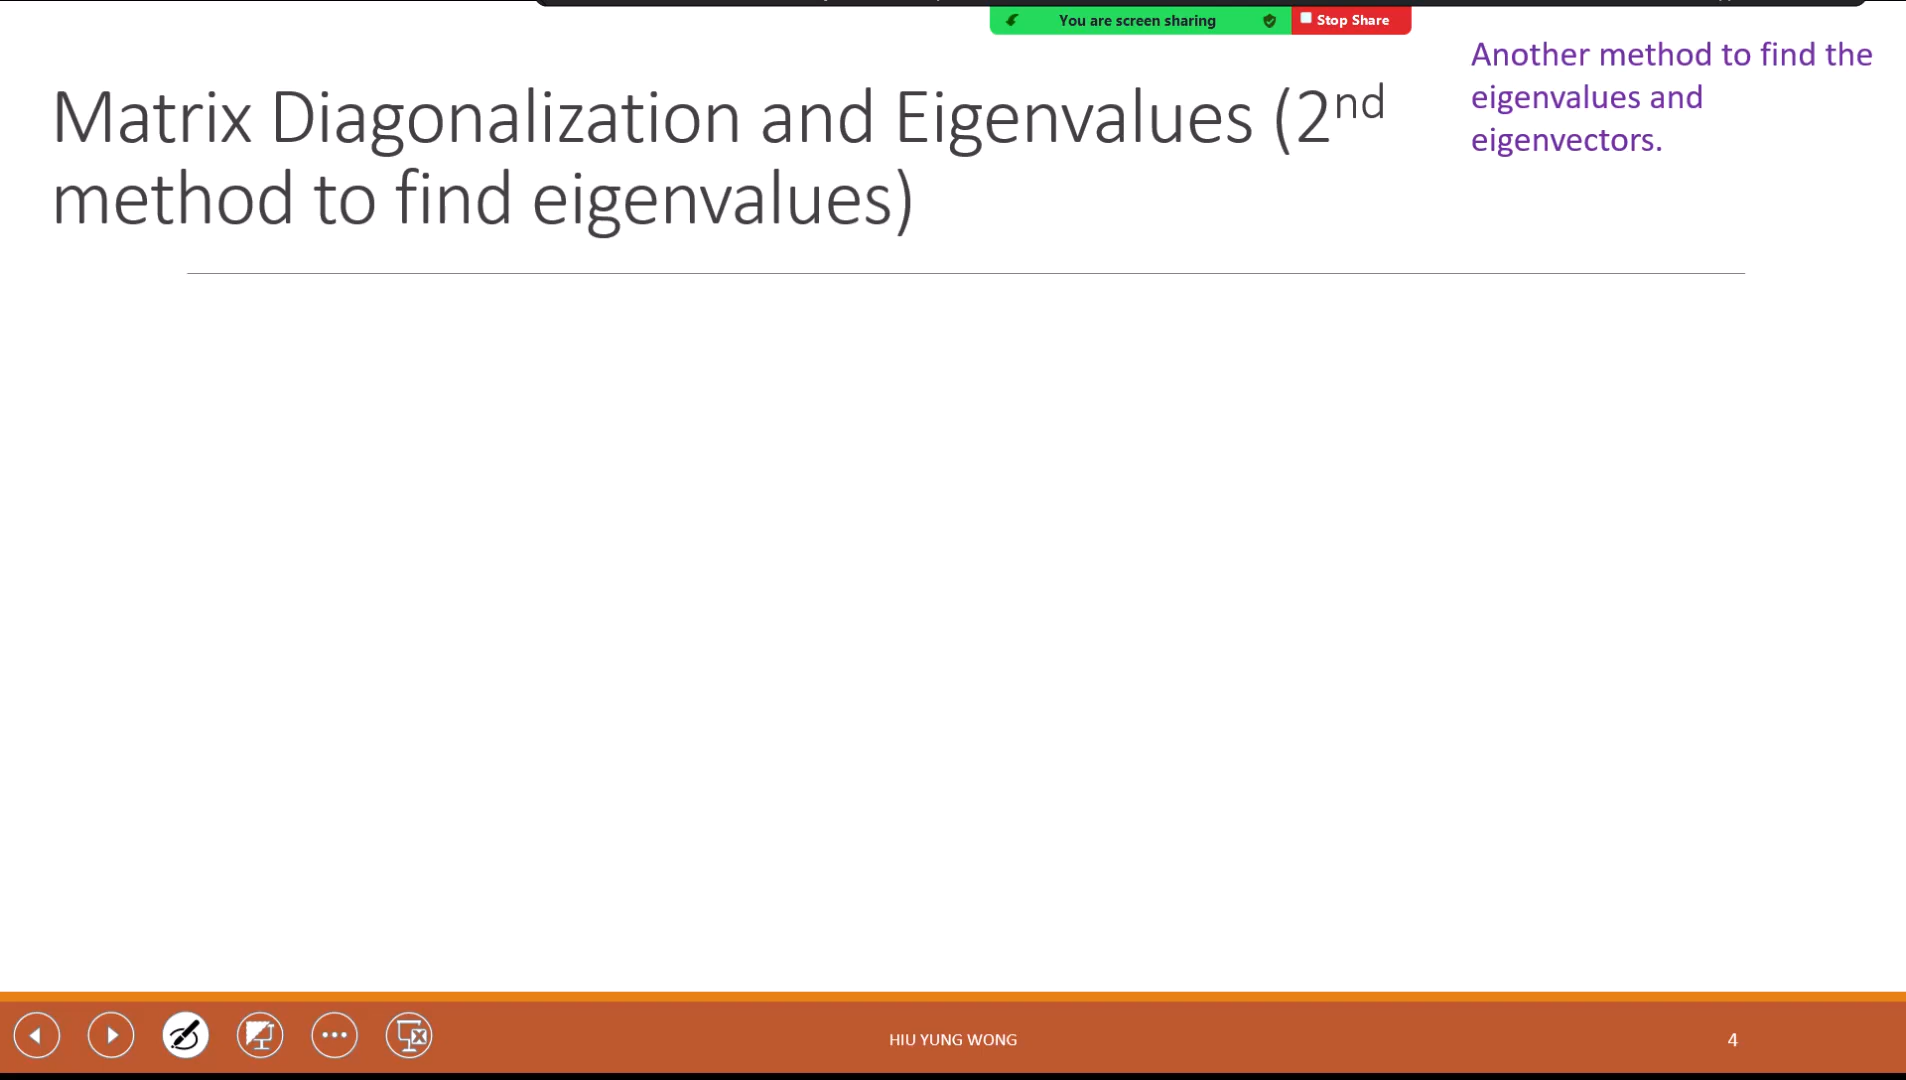 You are screen sharing
Stop Share
Another method to find the
eigenvalues and
eigenvectors.
Matrix Diagonalization and Eigenvalues (2nd
method to find eigenvalues)
HIU YUNG WONG
4